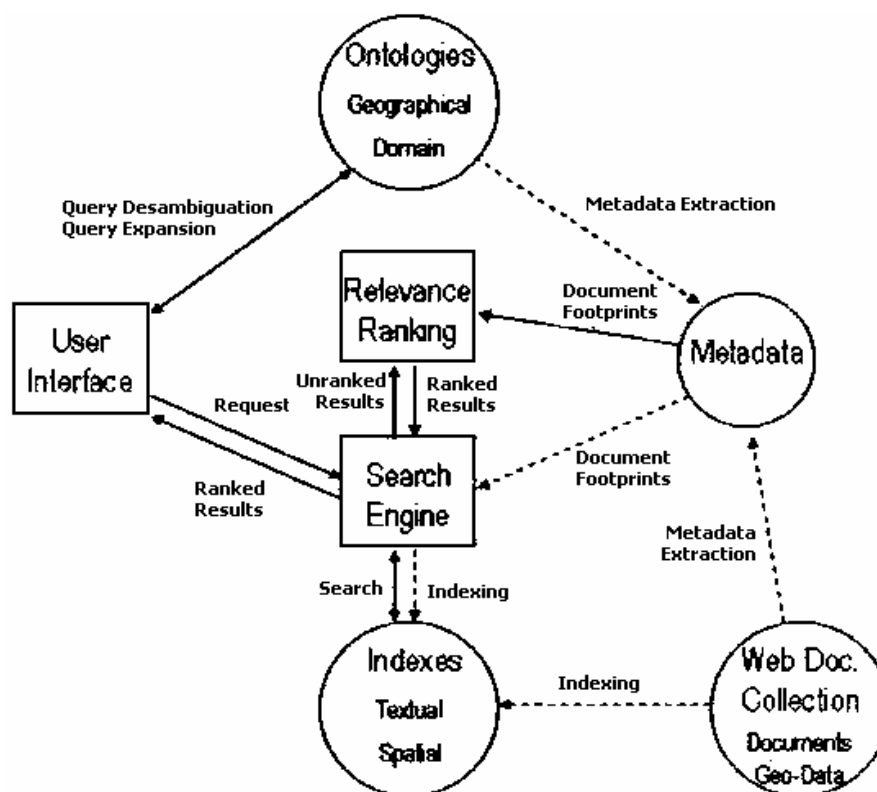 Ontologies
Geographical
Domain
Query Desambiguation
Query Expansion
Metadata Extraction
Relevance
Ranking
Document
Footprints
User
Interface
Metadata
Unranked
Results
Ranked
Results
Request
Search
Engine
Document
Footprints
Ranked
Results
Metadata
Extraction
Search
Indexing
Indexes
Textual
Spatial
Indexing
Web Doc.
Collection
Documents
Geo-Data